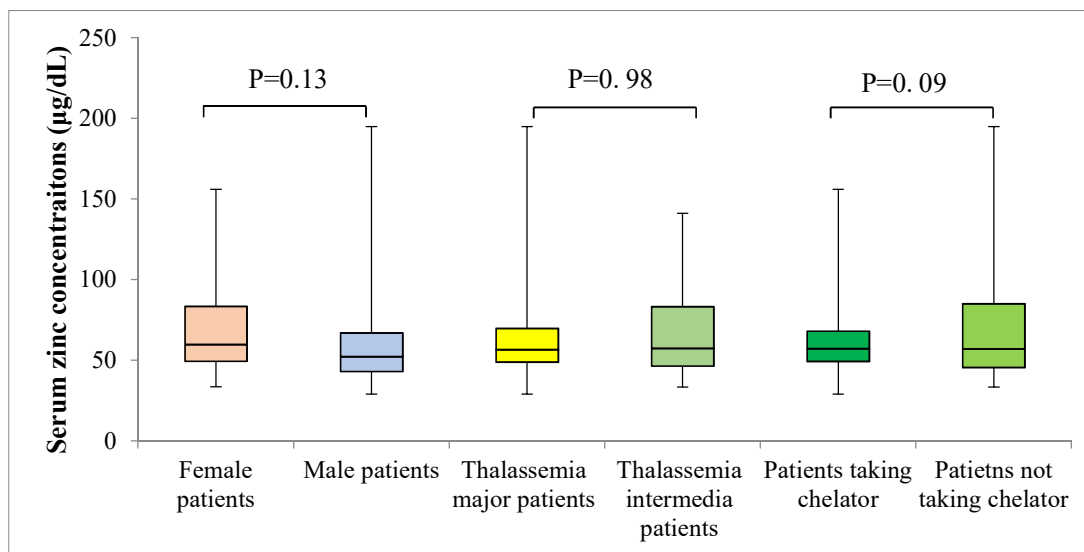 Serum zinc concentraitons (µg/dL)
250
200
150
100
50
0
P=0.13
P=0. 98
P=0. 09
Female
patients
Male patients
Thalassemia
major patients
Thalassemia
intermedia
patients
Patients taking
chelator
Patietns not
taking chelator